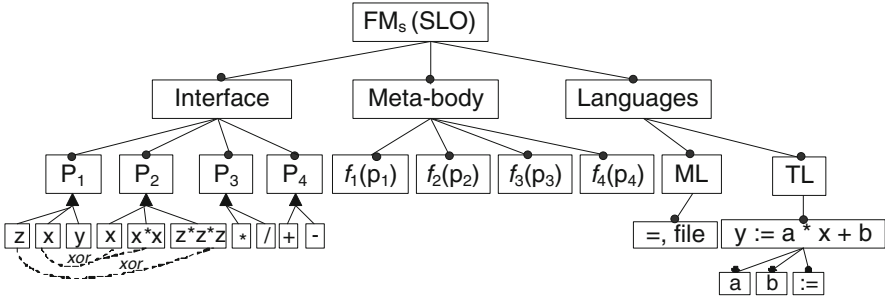 FMs (SLO)
Interface Meta-body Languages
P1 P2 P3 P4 f1(p1) f2(p2) f3(p3) f4(p4) ML TL
z x y x x*x z*z*z * / + - =, file y := a * x + b
xor
xor
a b :=